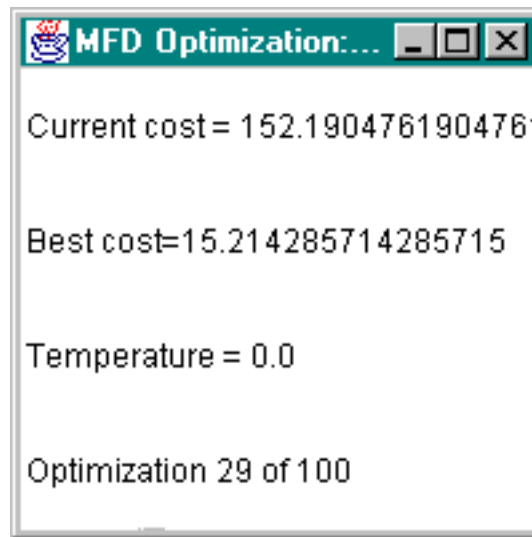 MFD Optimization:...
Current cost = 152.190476190476
Best cost=15.214285714285715
Temperature = 0.0
Optimization 29 of 100